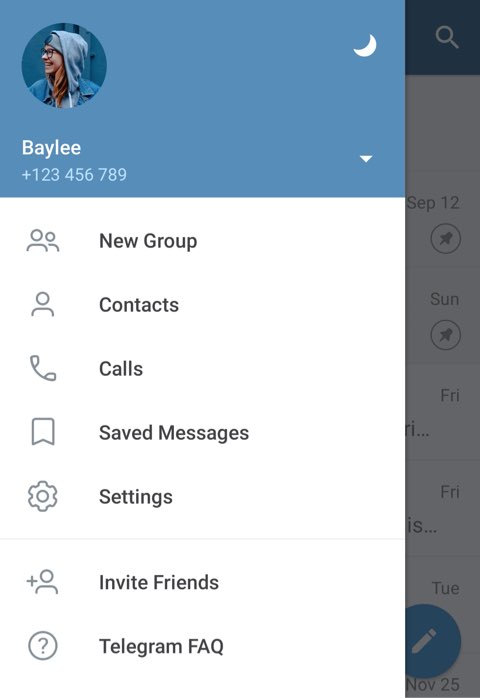 Baylee
+123 456 789
New Group
Contacts
Calls
Saved Messages
Settings
Invite Friends
Telegram FAQ
Sep 12
Sun
Fri
ri...
Fri
is...
Tue
Nov 25